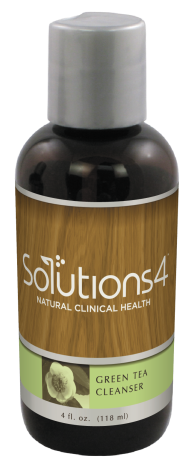 Solutions4
NATURAL CLINICAL HEALTH
GREEN TEA
CLEANSER
4 fl. oz. (118 ml)